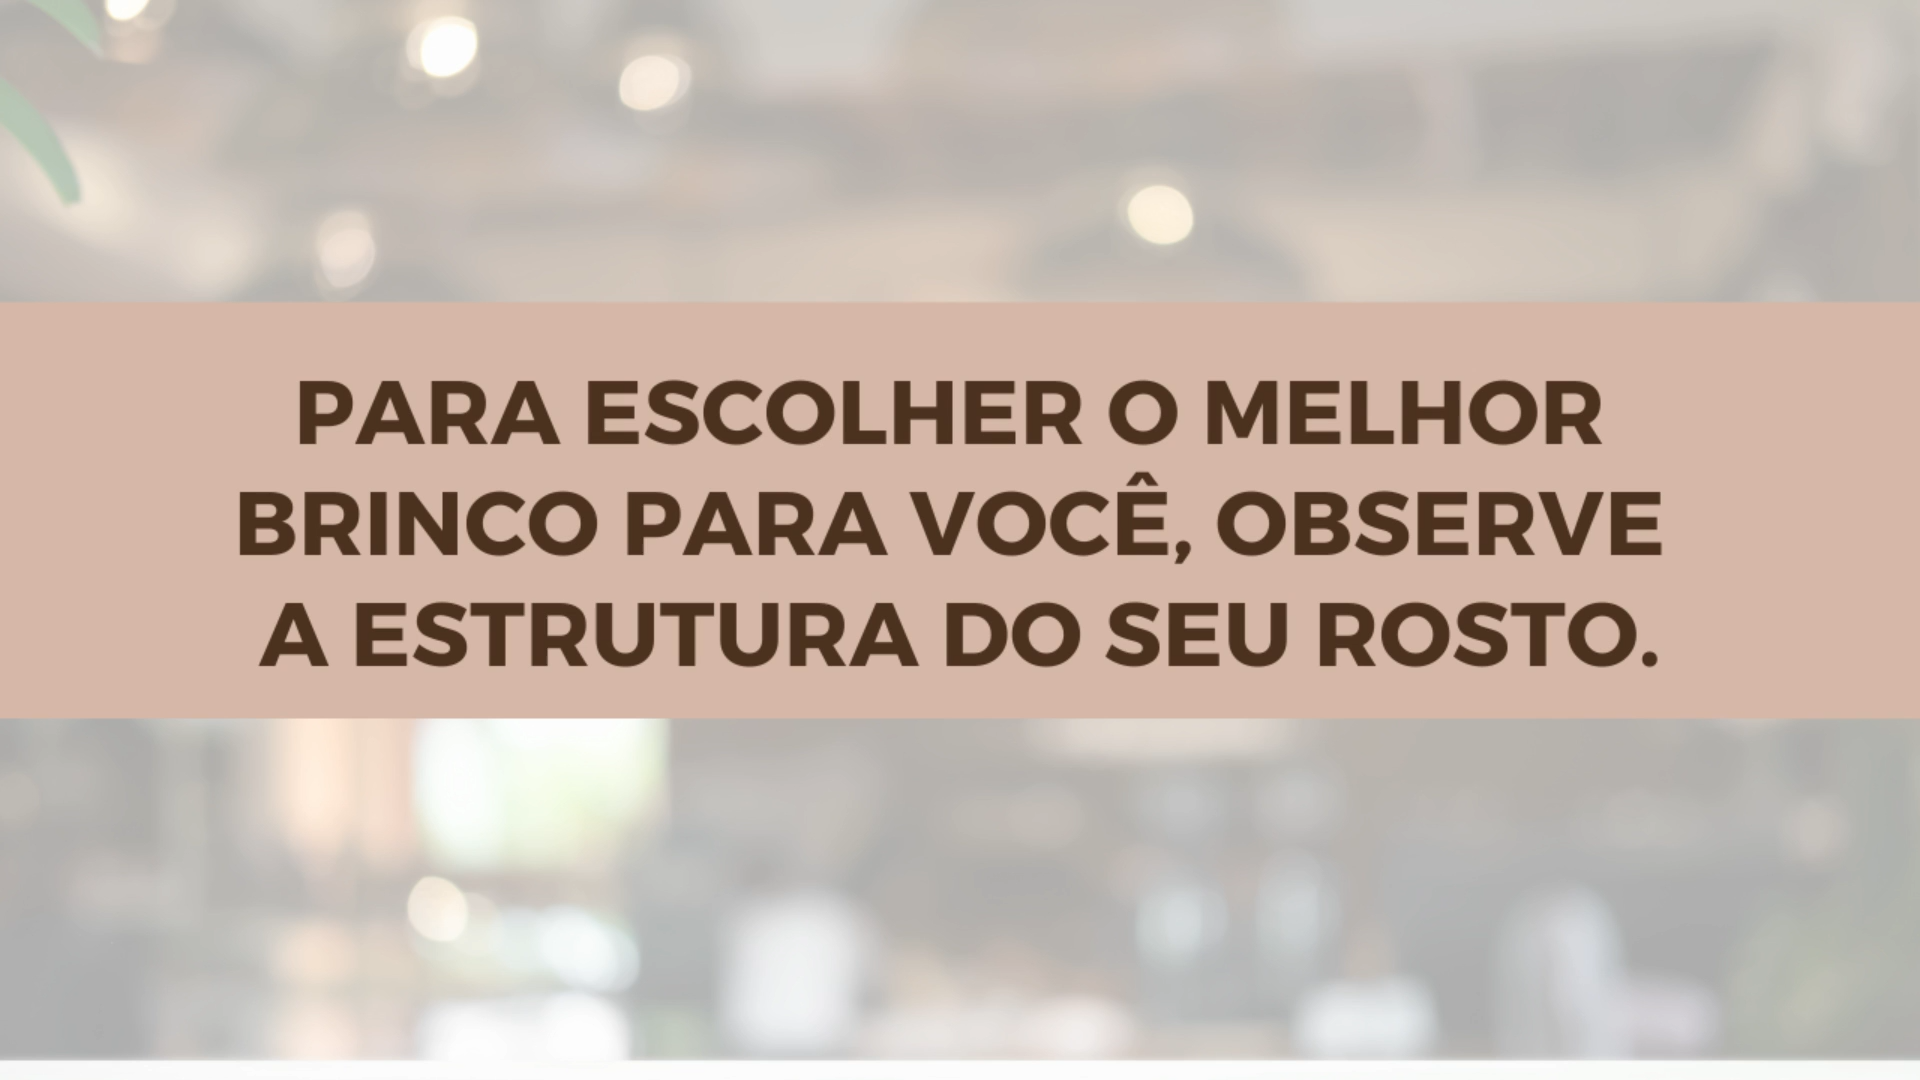 PARA ESCOLHER O MELHOR
BRINCO PARA VOCÊ, OBSERVE
A ESTRUTURA DO SEU ROSTO.